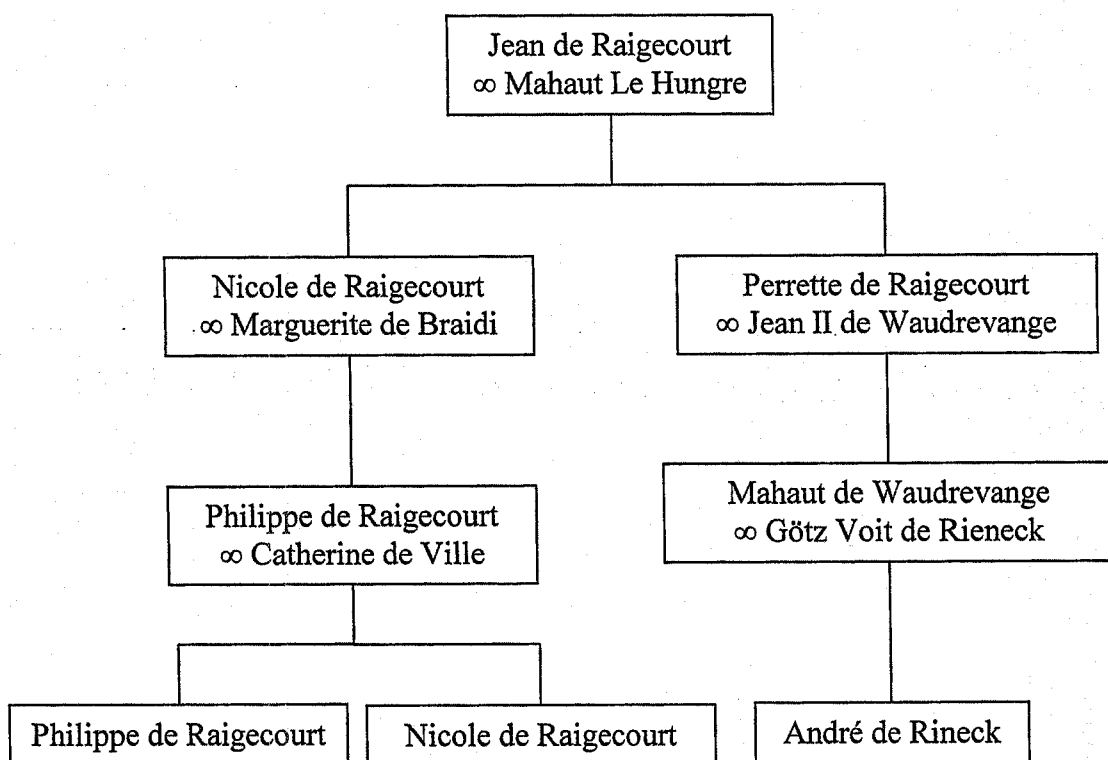 Jean de Raigecourt
∞ Mahaut Le Hungre
Nicole de Raigecourt
∞ Marguerite de Braidi
Perrette de Raigecourt
∞ Jean II de Waudrevange
Philippe de Raigecourt
∞ Catherine de Ville
Mahaut de Waudrevange
∞ Götz Voit de Rieneck
Philippe de Raigecourt
Nicole de Raigecourt
André de Rineck